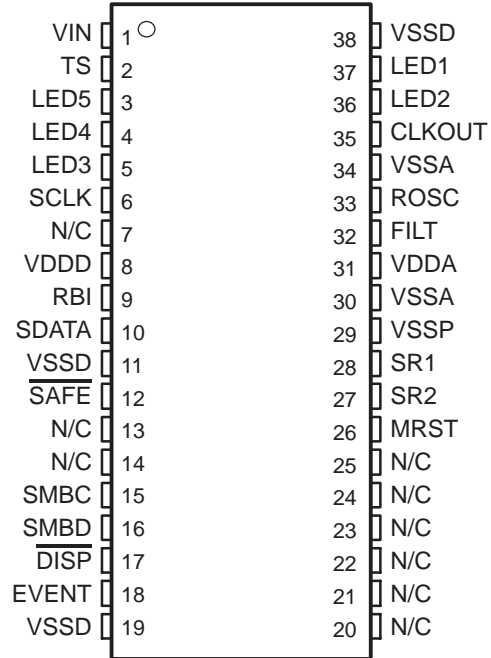 VIN 1 38 VSSD
TS 2 37 LED1
LED5 3 36 LED2
LED4 4 35 CLKOUT
LED3 5 34 VSSA
SCLK 6 33 ROSC
N/C 7 32 FILT
VDDD 8 31 VDDA
RBI 9 30 VSSA
SDATA 10 29 VSSP
VSSD 11 28 SR1
SAFE 12 27 SR2
N/C 13 26 MRST
N/C 14 25 N/C
SMBC 15 24 N/C
SMBD 16 23 N/C
DISP 17 22 N/C
EVENT 18 21 N/C
VSSD 19 20 N/C